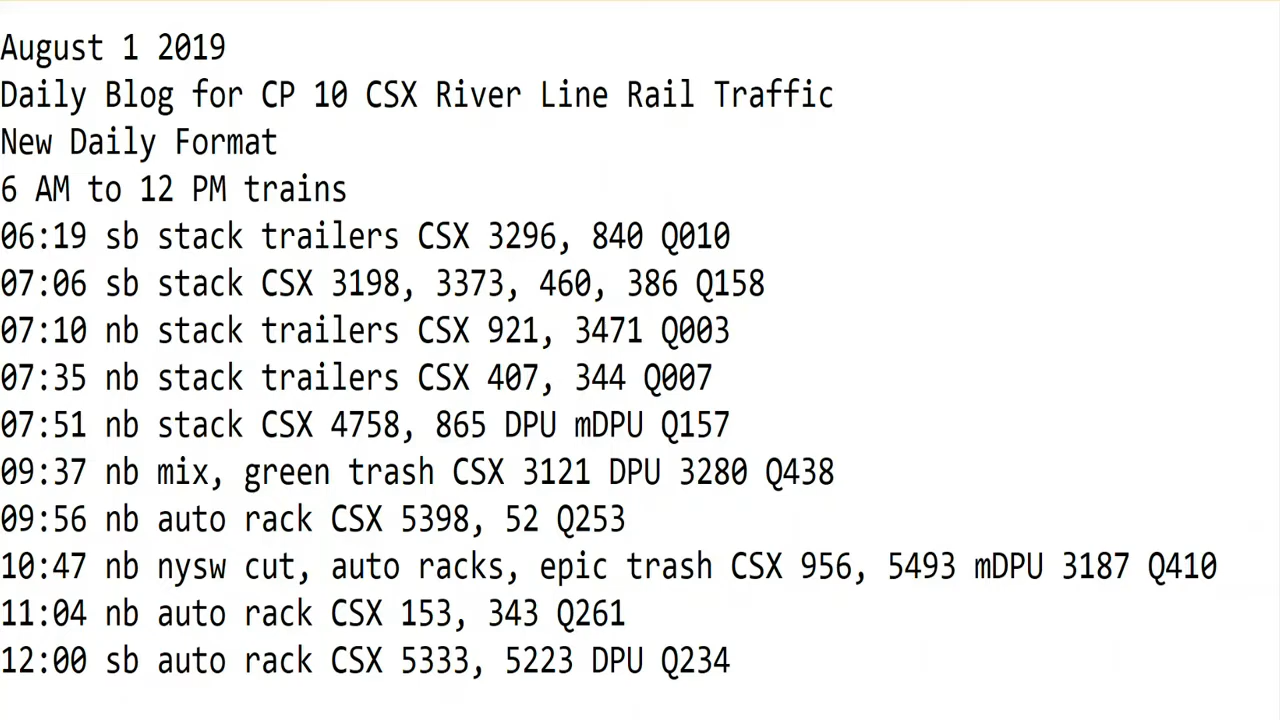 August 1 2019
Daily Blog for CP 10 CSX River Line Rail Traffic
New Daily Format
6 AM to 12 PM trains
06:19 sb stack trailers CSX 3296, 840 Q010
07:06 sb stack CSX 3198, 3373, 460, 386 Q158
07:10 nb stack trailers CSX 921, 3471 Q003
07:35 nb stack trailers CSX 407, 344 Q007
07:51 nb stack CSX 4758, 865 DPU mDPU Q157
09:37 nb mix, green trash CSX 3121 DPU 3280 Q438
09:56 nb auto rack CSX 5398, 52 Q253
10:47 nb nysw cut, auto racks, epic trash CSX 956, 5493 mDPU 3187 Q410
11:04 nb auto rack CSX 153, 343 Q261
12:00 sb auto rack CSX 5333, 5223 DPU Q234